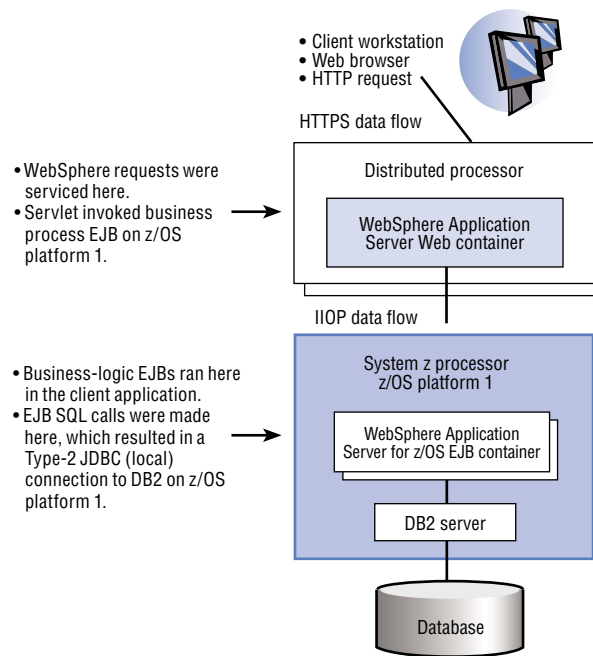 • Client workstation
• Web browser
• HTTP request
HTTPS data flow
• WebSphere requests were
serviced here.
• Servlet invoked business
process EJB on z/OS
platform 1.
Distributed processor
WebSphere Application
Server Web container
IIOP data flow
• Business-logic EJBs ran here
in the client application.
• EJB SQL calls were made
here, which resulted in a
Type-2 JDBC (local)
connection to DB2 on z/OS
platform 1.
System z processor
z/OS platform 1
WebSphere Application
Server for z/OS EJB container
DB2 server
Database